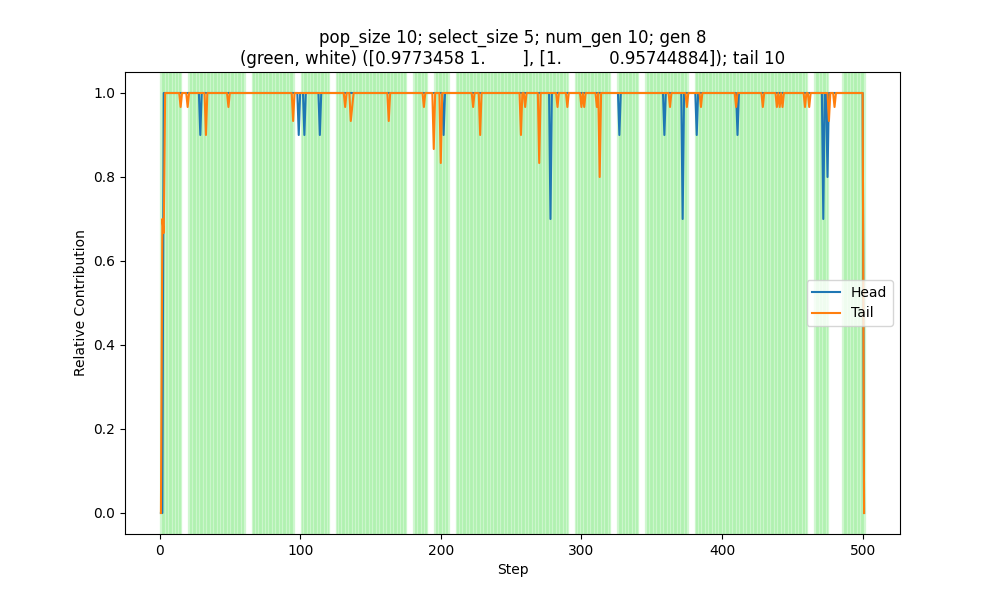 pop_size 10; select_size 5; num_gen 10; gen 8
(green, white) ([0.9773458 1.       ], [1.         0.95744884]); tail 10
1.0
0.8
0.6
0.4
0.2
0.0
Relative Contribution
Head
Tail
0 100 200 300 400 500
Step